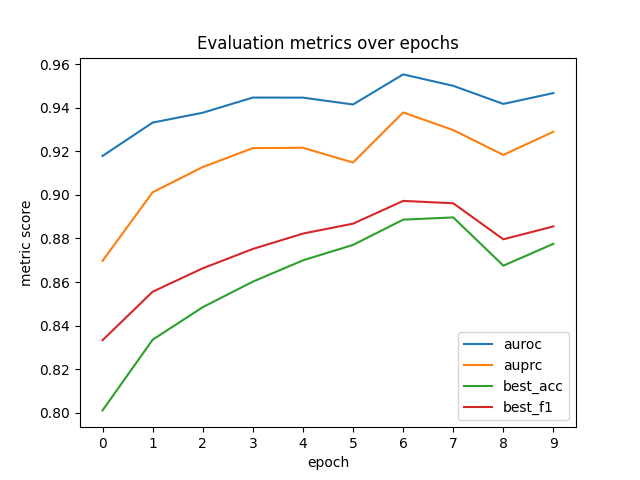 Evaluation metrics over epochs
metric score
0.96
0.94
0.92
0.90
0.88
0.86
0.84
0.82
0.80
auroc
auprc
best_acc
best_f1
0 1 2 3 4 5 6 7 8 9
epoch